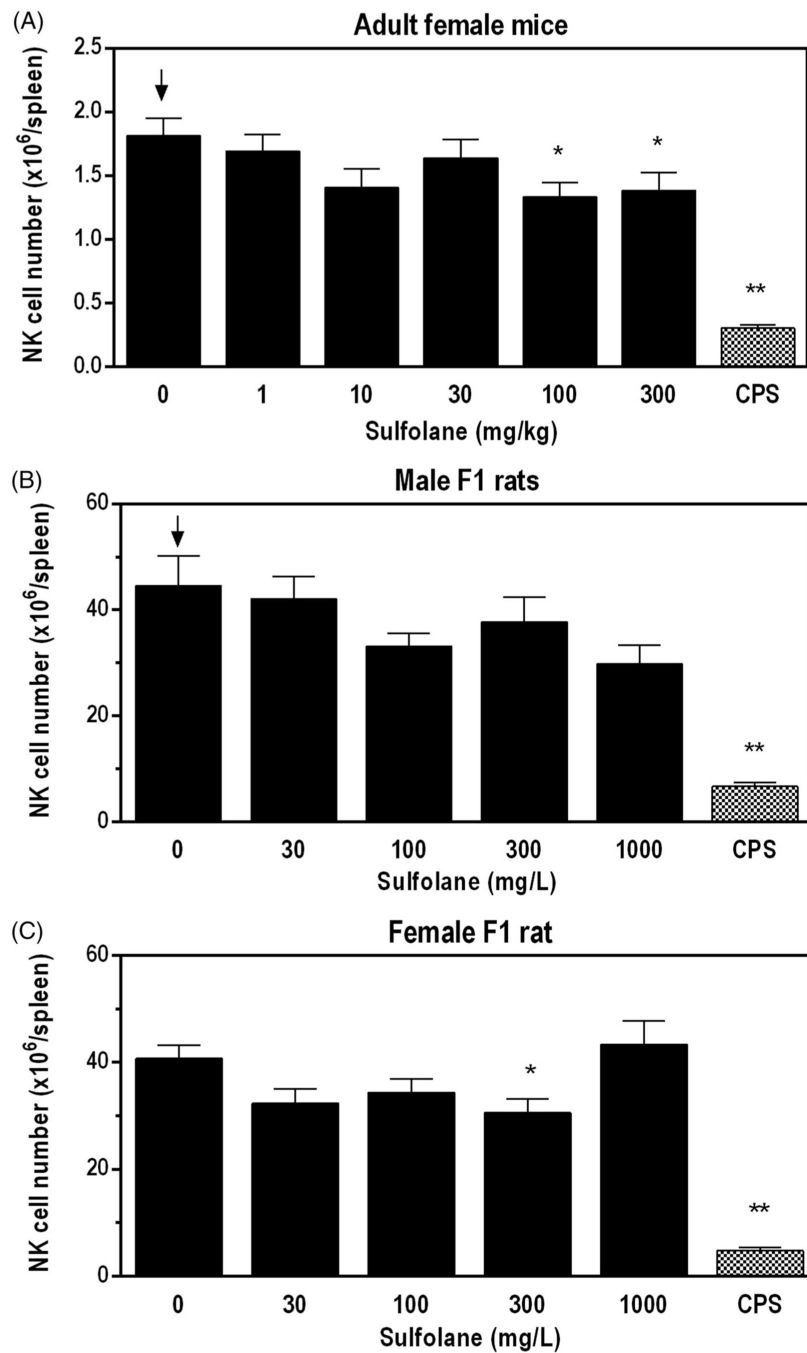 (A)
Adult female mice
NK cell number (x10⁶/spleen)
2.5
2.0
1.5
1.0
0.5
0.0
* * **
0 1 10 30 100 300 CPS
Sulfolane (mg/kg)
(B)
Male F1 rats
NK cell number (x10⁶/spleen)
60
40
20
0
**
0 30 100 300 1000 CPS
Sulfolane (mg/L)
(C)
Female F1 rat
NK cell number (x10⁶/spleen)
60
40
20
0
* **
0 30 100 300 1000 CPS
Sulfolane (mg/L)